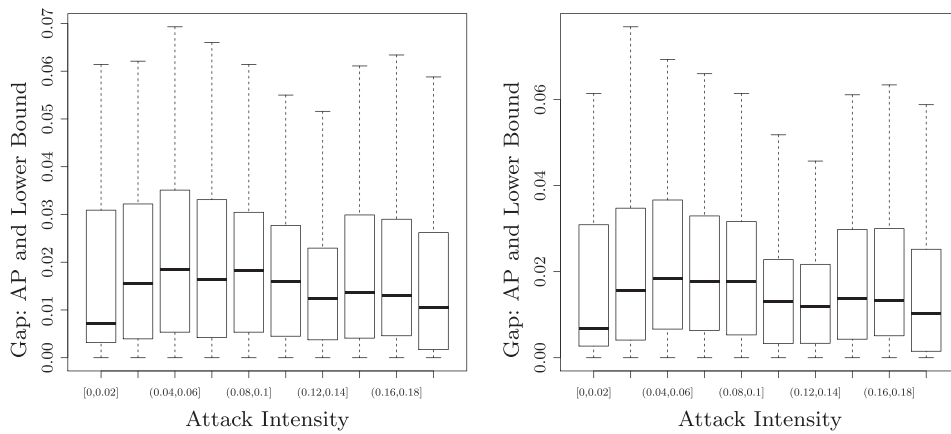 Gap: AP and Lower Bound
0.07
0.06
0.05
0.04
0.03
0.02
0.01
0.00
[0,0.02] (0.04,0.06] (0.08,0.1] (0.12,0.14] (0.16,0.18]
Attack Intensity
Gap: AP and Lower Bound
0.06
0.04
0.02
0.00
[0,0.02] (0.04,0.06] (0.08,0.1] (0.12,0.14] (0.16,0.18]
Attack Intensity